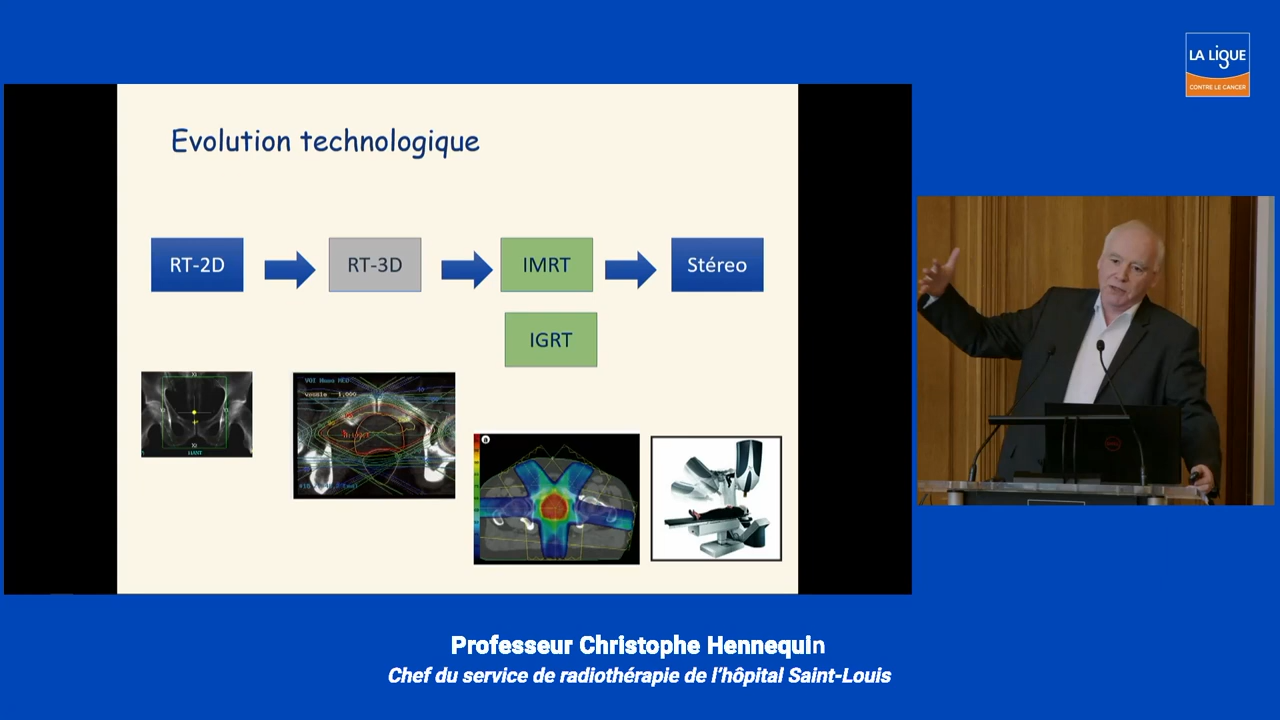 LA LIGUE
CONTRE LE CANCER
Evolution technologique
RT-2D
RT-3D
IMRT
Stéreo
IGRT
Professeur Christophe Hennequin
Chef du service de radiothérapie de l'hôpital Saint-Louis